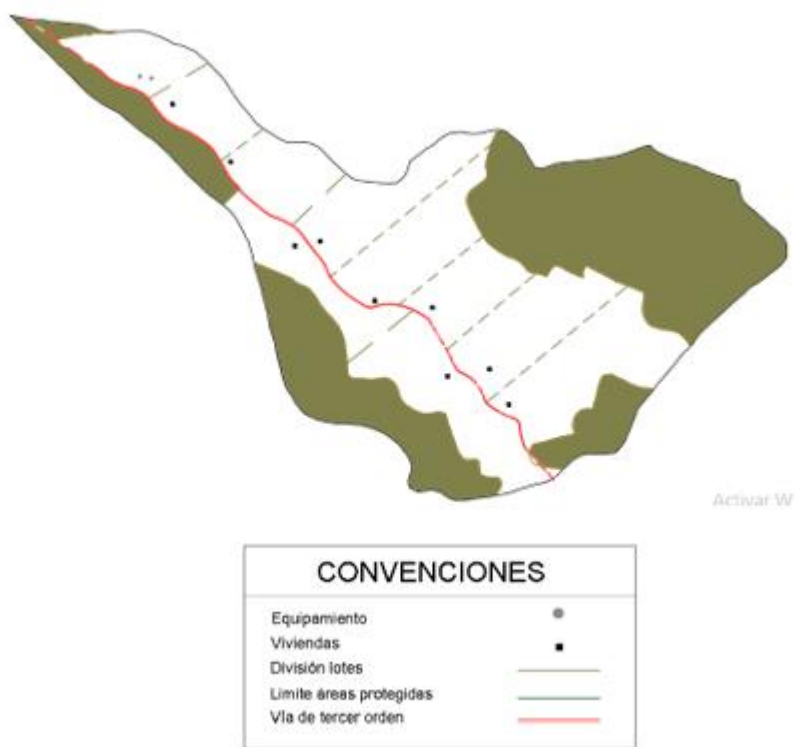 Activar W
CONVENCIONES
Equipamiento
Viviendas
División lotes
Limite áreas protegidas
Vía de tercer orden